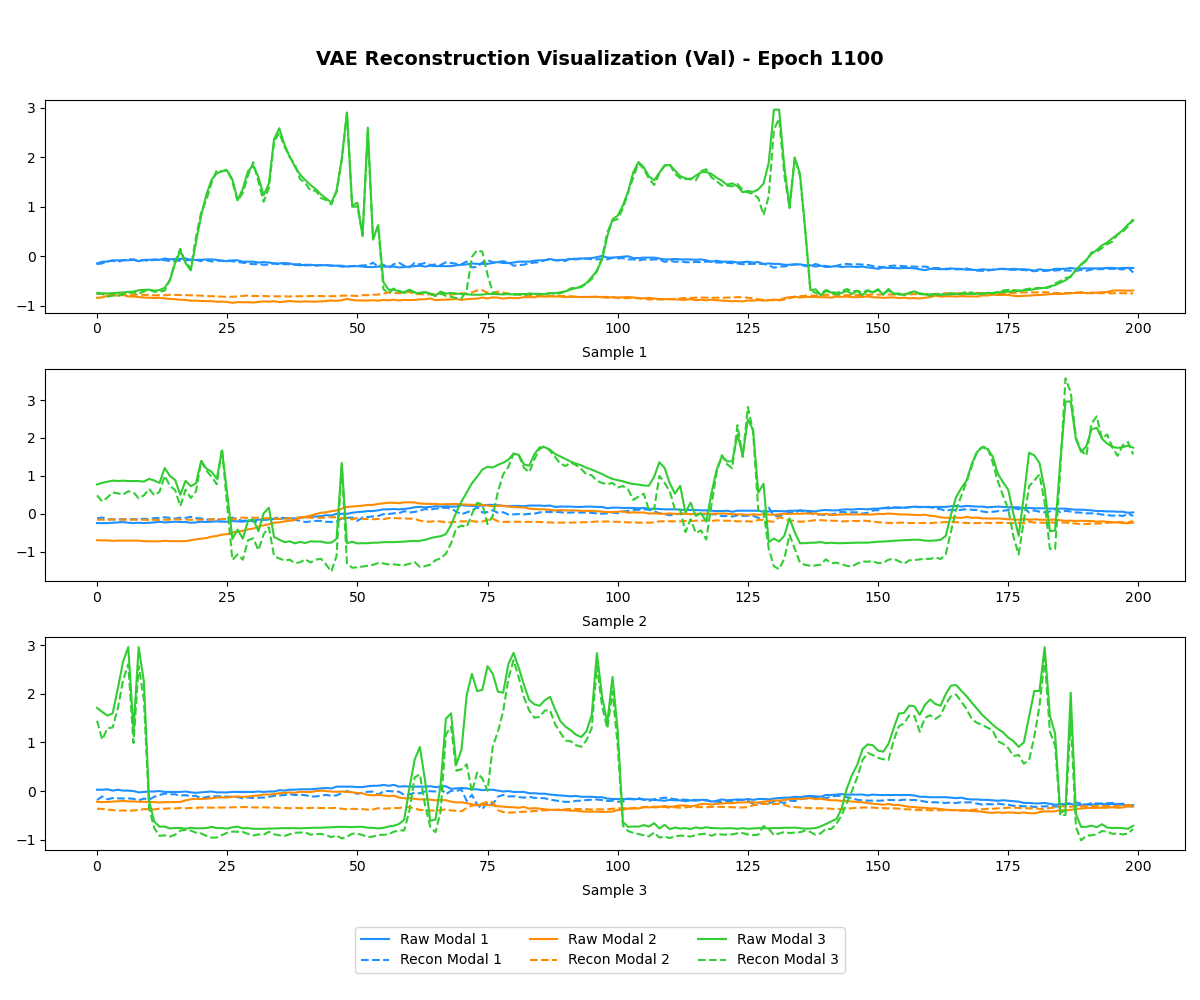 VAE Reconstruction Visualization (Val) - Epoch 1100
3
2
1
0
−1
0 25 50 75 100 125 150 175 200
Sample 1
3
2
1
0
−1
0 25 50 75 100 125 150 175 200
Sample 2
3
2
1
0
−1
0 25 50 75 100 125 150 175 200
Sample 3
Raw Modal 1 Raw Modal 2 Raw Modal 3
Recon Modal 1 Recon Modal 2 Recon Modal 3